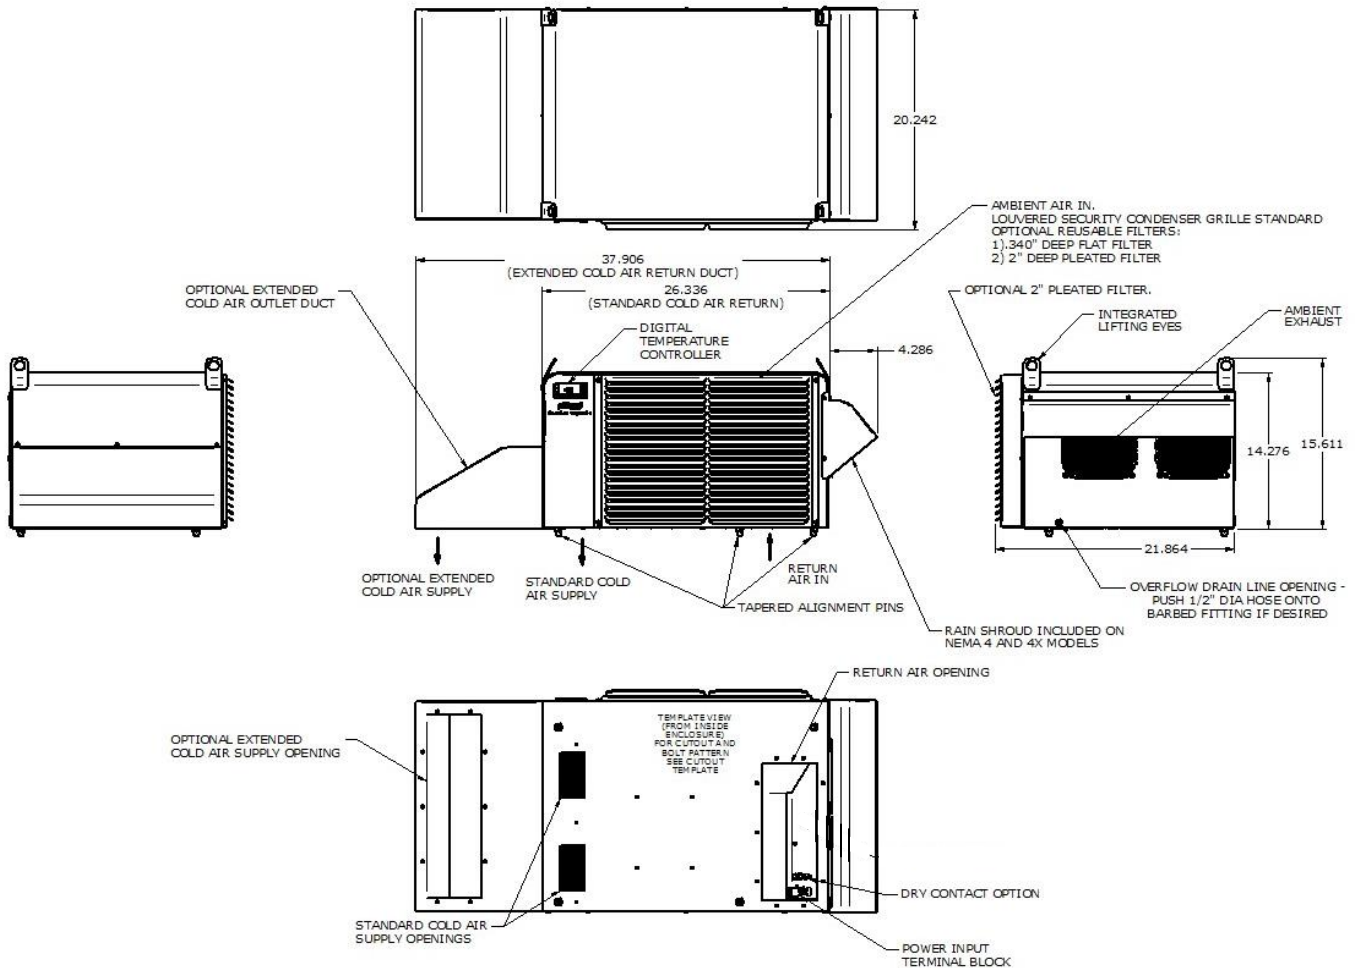 20.242
AMBIENT AIR IN.
LOUVERED SECURITY CONDENSER GRILLE STANDARD
OPTIONAL REUSABLE FILTERS:
1).340" DEEP FLAT FILTER
2) 2" DEEP PLEATED FILTER
37.906
(EXTENDED COLD AIR RETURN DUCT)
26.336
(STANDARD COLD AIR RETURN)
OPTIONAL EXTENDED
COLD AIR OUTLET DUCT
DIGITAL
TEMPERATURE
CONTROLLER
4.286
OPTIONAL 2" PLEATED FILTER.
INTEGRATED
LIFTING EYES
AMBIENT
EXHAUST
14.276
15.611
21.864
OPTIONAL EXTENDED
COLD AIR SUPPLY
STANDARD COLD
AIR SUPPLY
RETURN
AIR IN
TAPERED ALIGNMENT PINS
OVERFLOW DRAIN LINE OPENING -
PUSH 1/2" DIA HOSE ONTO
BARBED FITTING IF DESIRED
RAIN SHROUD INCLUDED ON
NEMA 4 AND 4X MODELS
RETURN AIR OPENING
TEMPLATE VIEW
(FROM INSIDE
ENCLOSURE)
FOR CUTOUT AND
BOLT PATTERN
SEE CUTOUT
TEMPLATE
OPTIONAL EXTENDED
COLD AIR SUPPLY OPENING
DRY CONTACT OPTION
STANDARD COLD AIR
SUPPLY OPENINGS
POWER INPUT
TERMINAL BLOCK